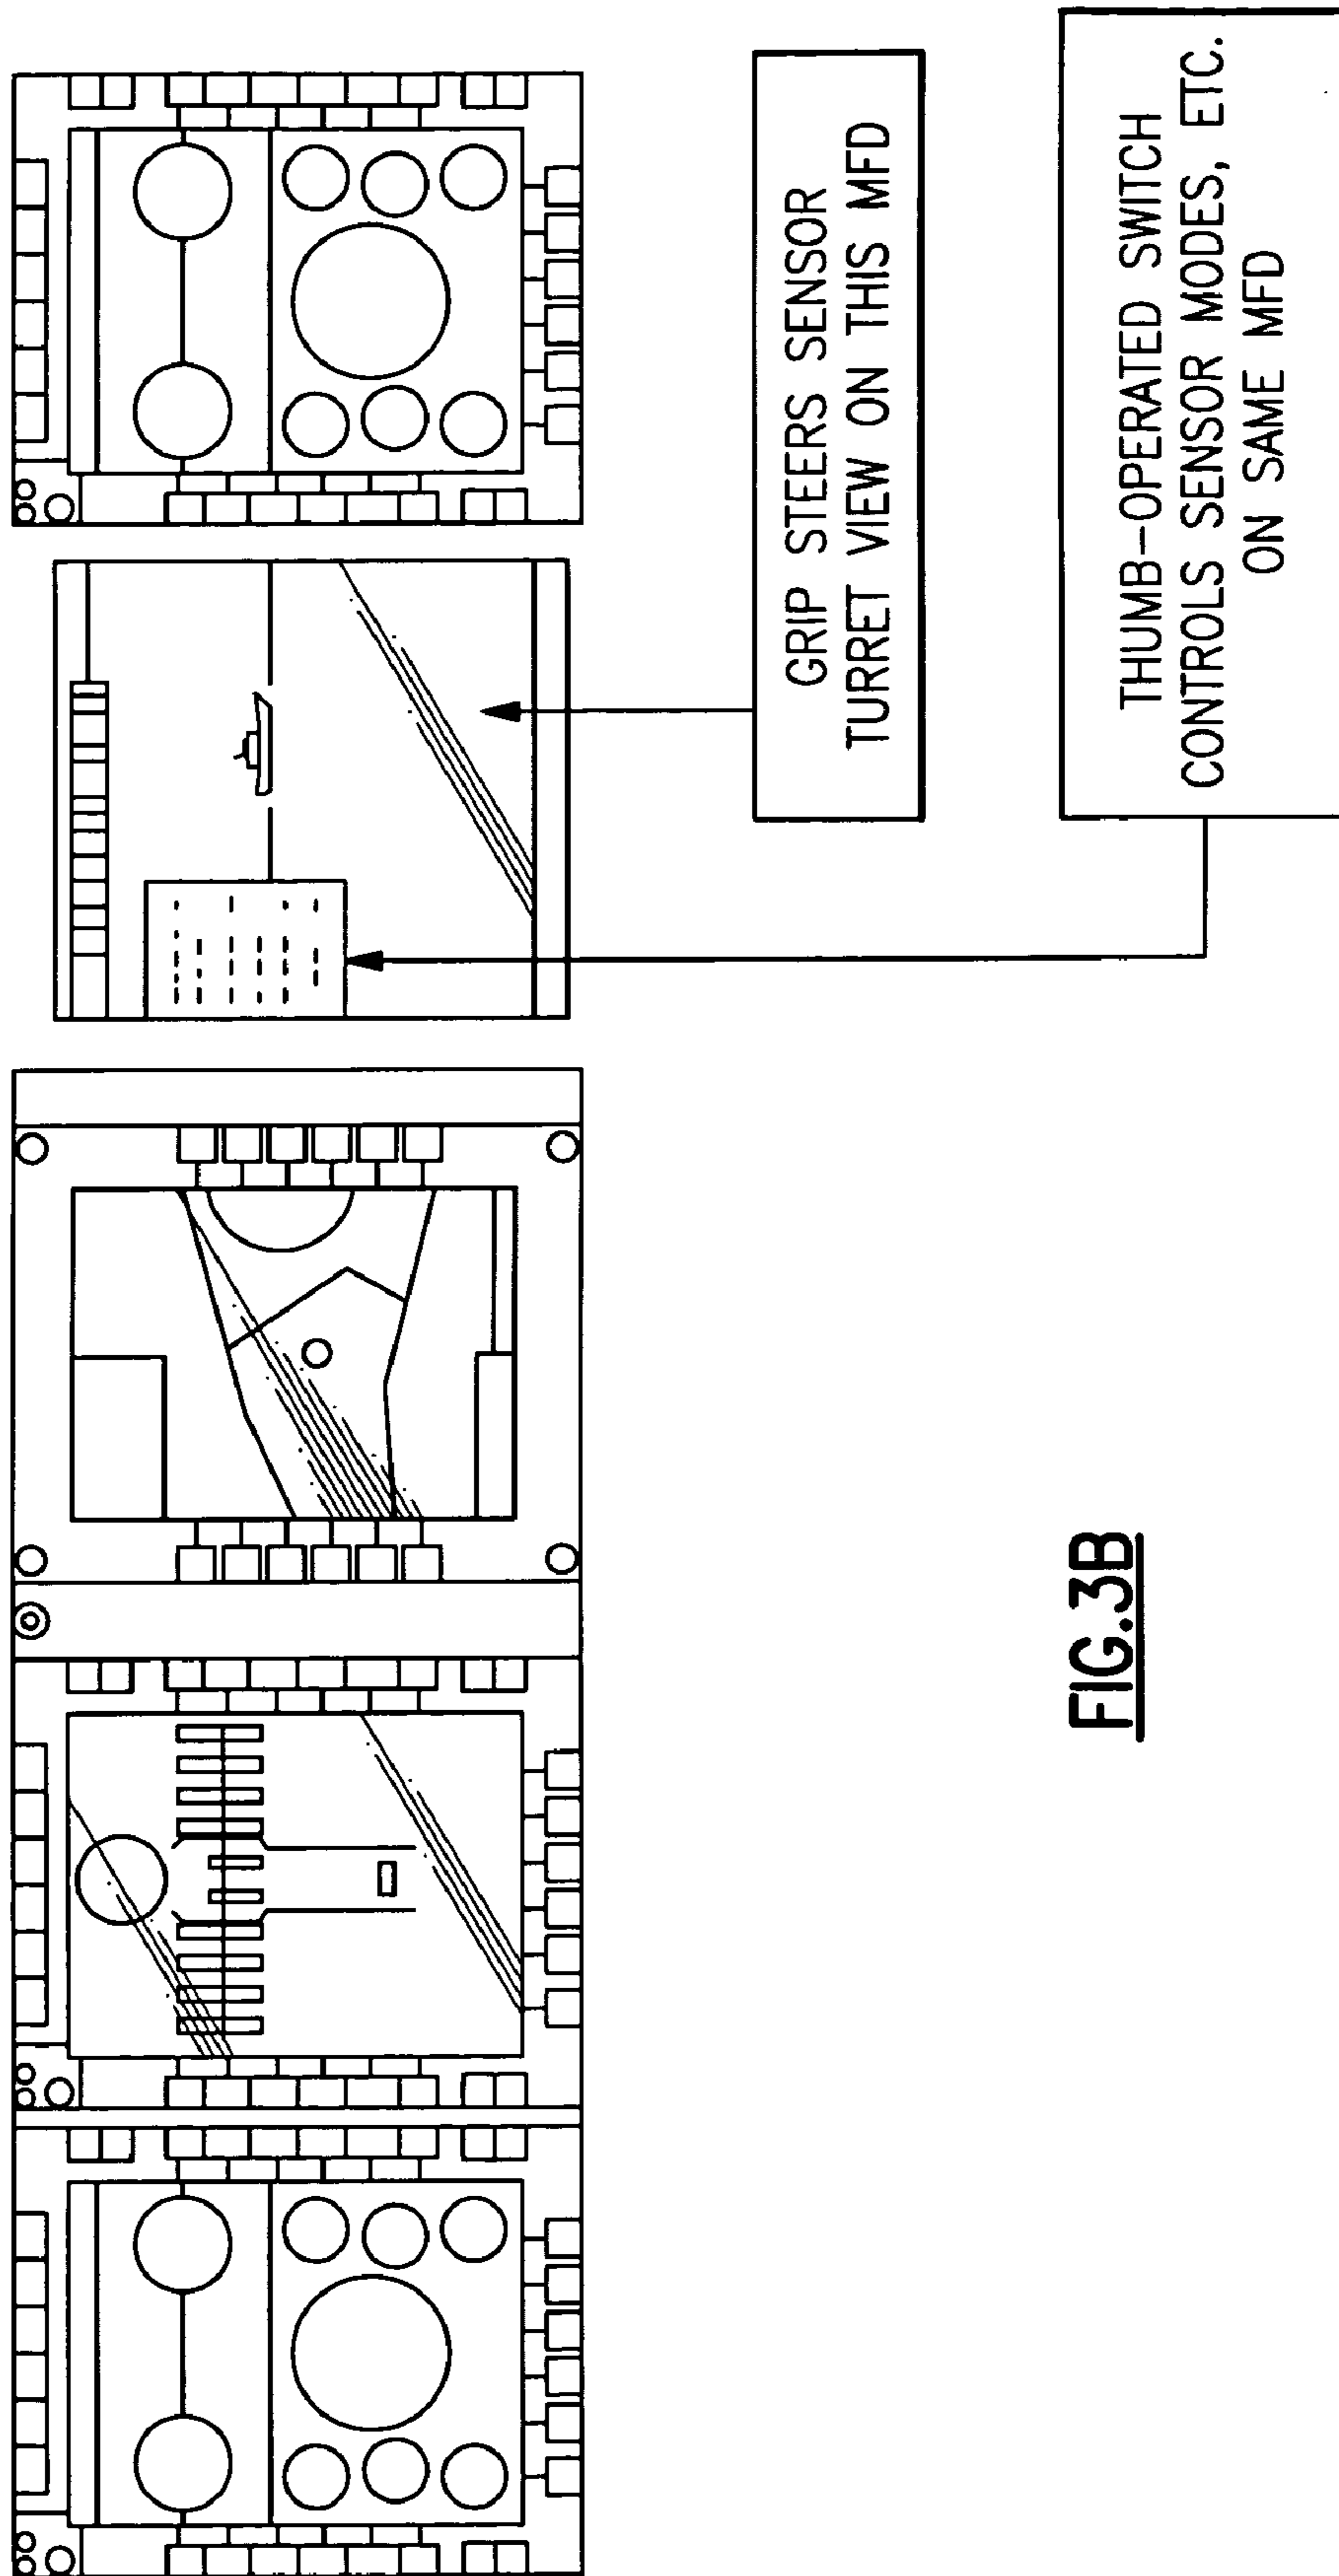 GRIP STEERS SENSOR
TURRET VIEW ON THIS MFD
THUMB-OPERATED SWITCH
CONTROLS SENSOR MODES, ETC.
ON SAME MFD
FIG.3B